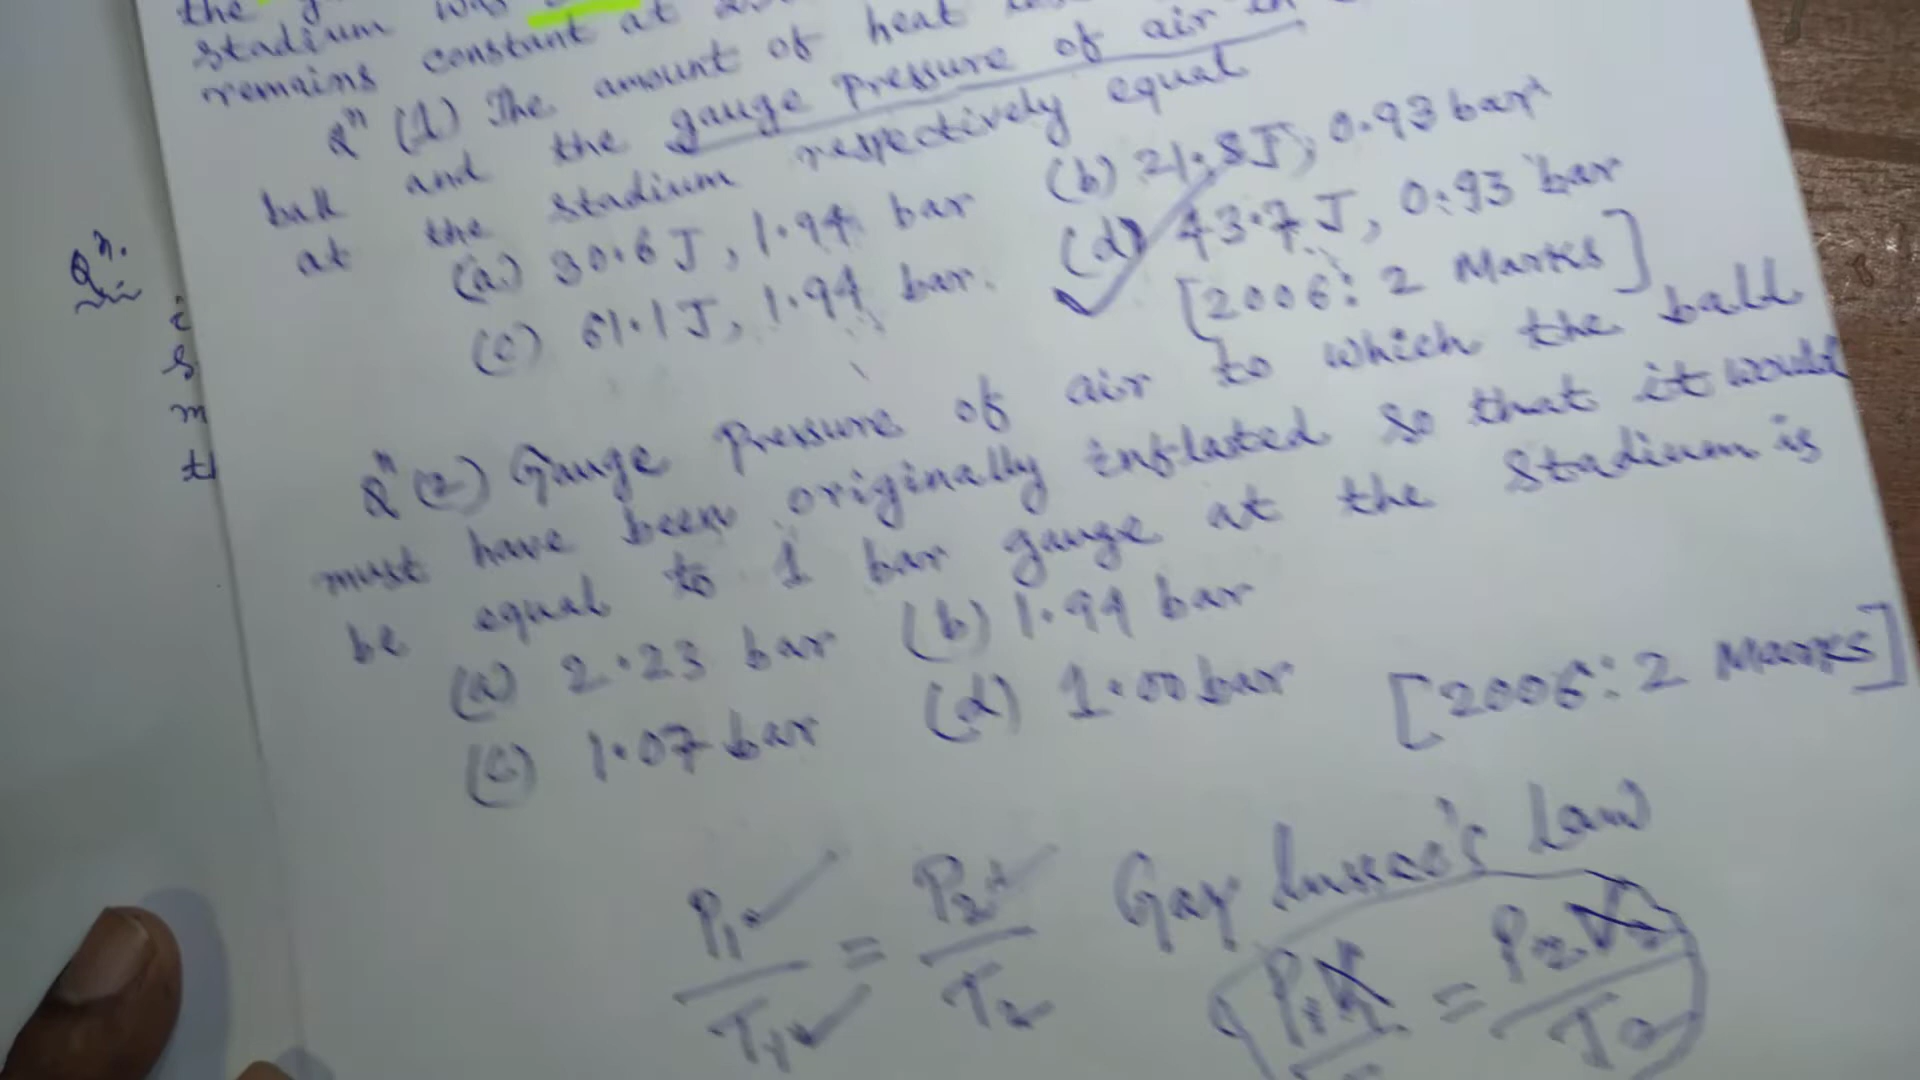 the
stadium was
remains constant at
Qn (1) The amount of heat
ball and the gauge pressure of air in
at the stadium respectively equal
(a) 30.6 J, 1.94 bar (b) 21.8 J, 0.93 bar
(c) 61.1 J, 1.94 bar. (d) 43.7 J, 0.93 bar
[2006: 2 Marks]
Qn.
Qn (2) Gauge pressure of air to which the ball
must have been originally inflated so that it would
be equal to 1 bar gauge at the stadium is
(a) 2.23 bar (b) 1.94 bar
(c) 1.07 bar (d) 1.00 bar [2006: 2 Marks]
P1/T1 = P2/T2 Gay lussac's law